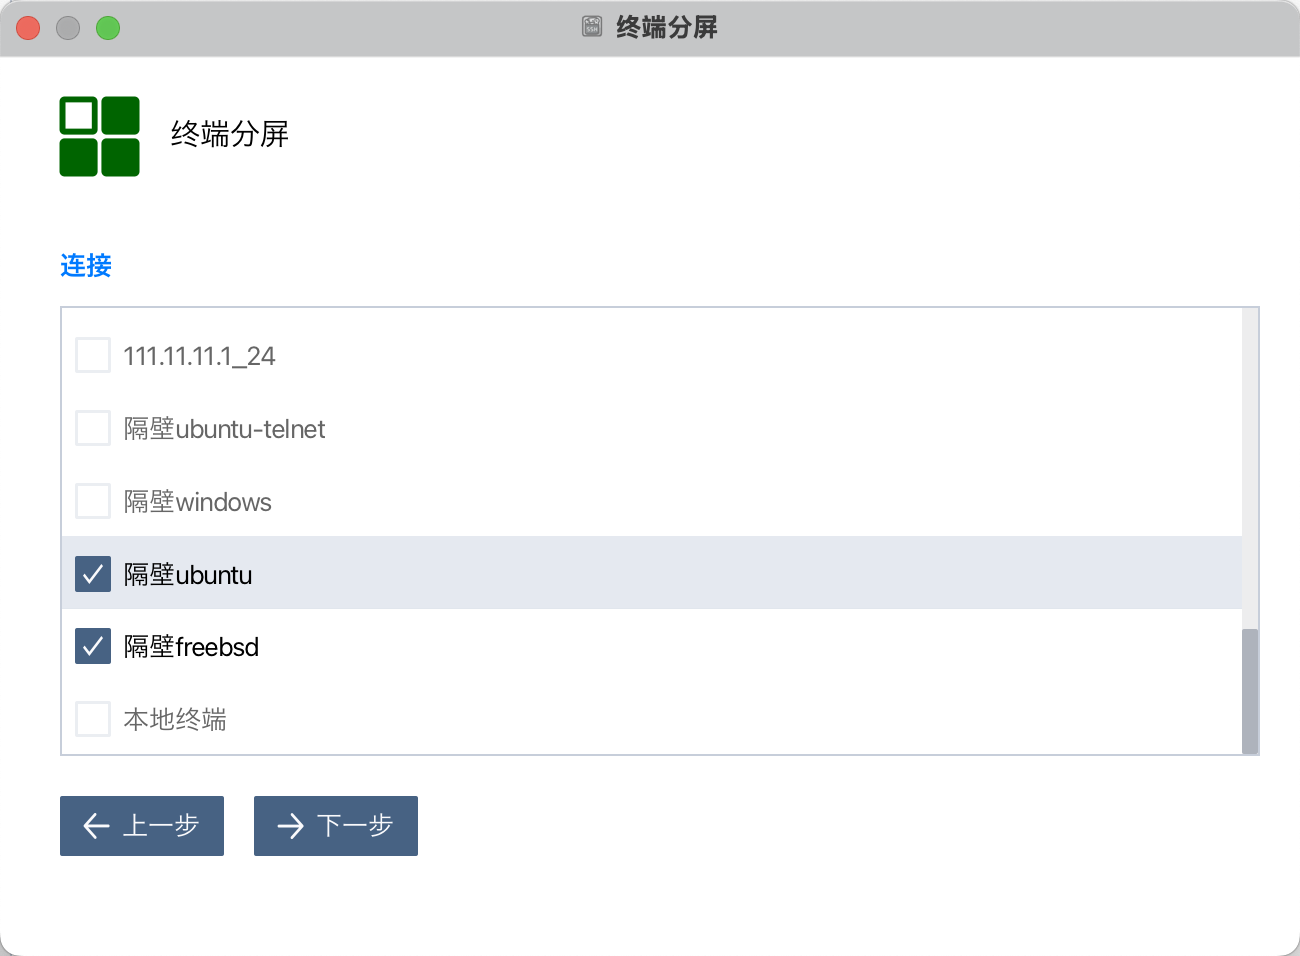 终端分屏
终端分屏
连接
111.11.11.1_24
隔壁ubuntu-telnet
隔壁windows
隔壁ubuntu
隔壁freebsd
本地终端
上一步
下一步